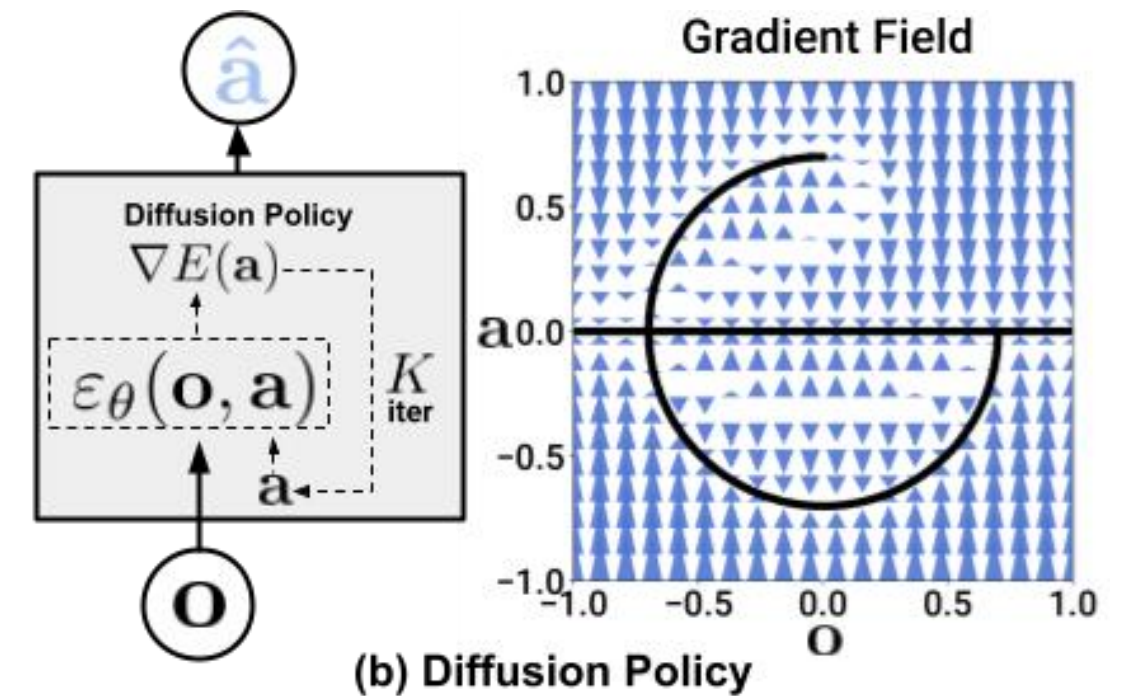 â
Diffusion Policy
∇E(a)
ε_θ(o, a)
K
iter
a
o
Gradient Field
1.0
0.5
a 0.0
−0.5
−1.0
−1.0 −0.5 0.0 0.5 1.0
o
(b) Diffusion Policy